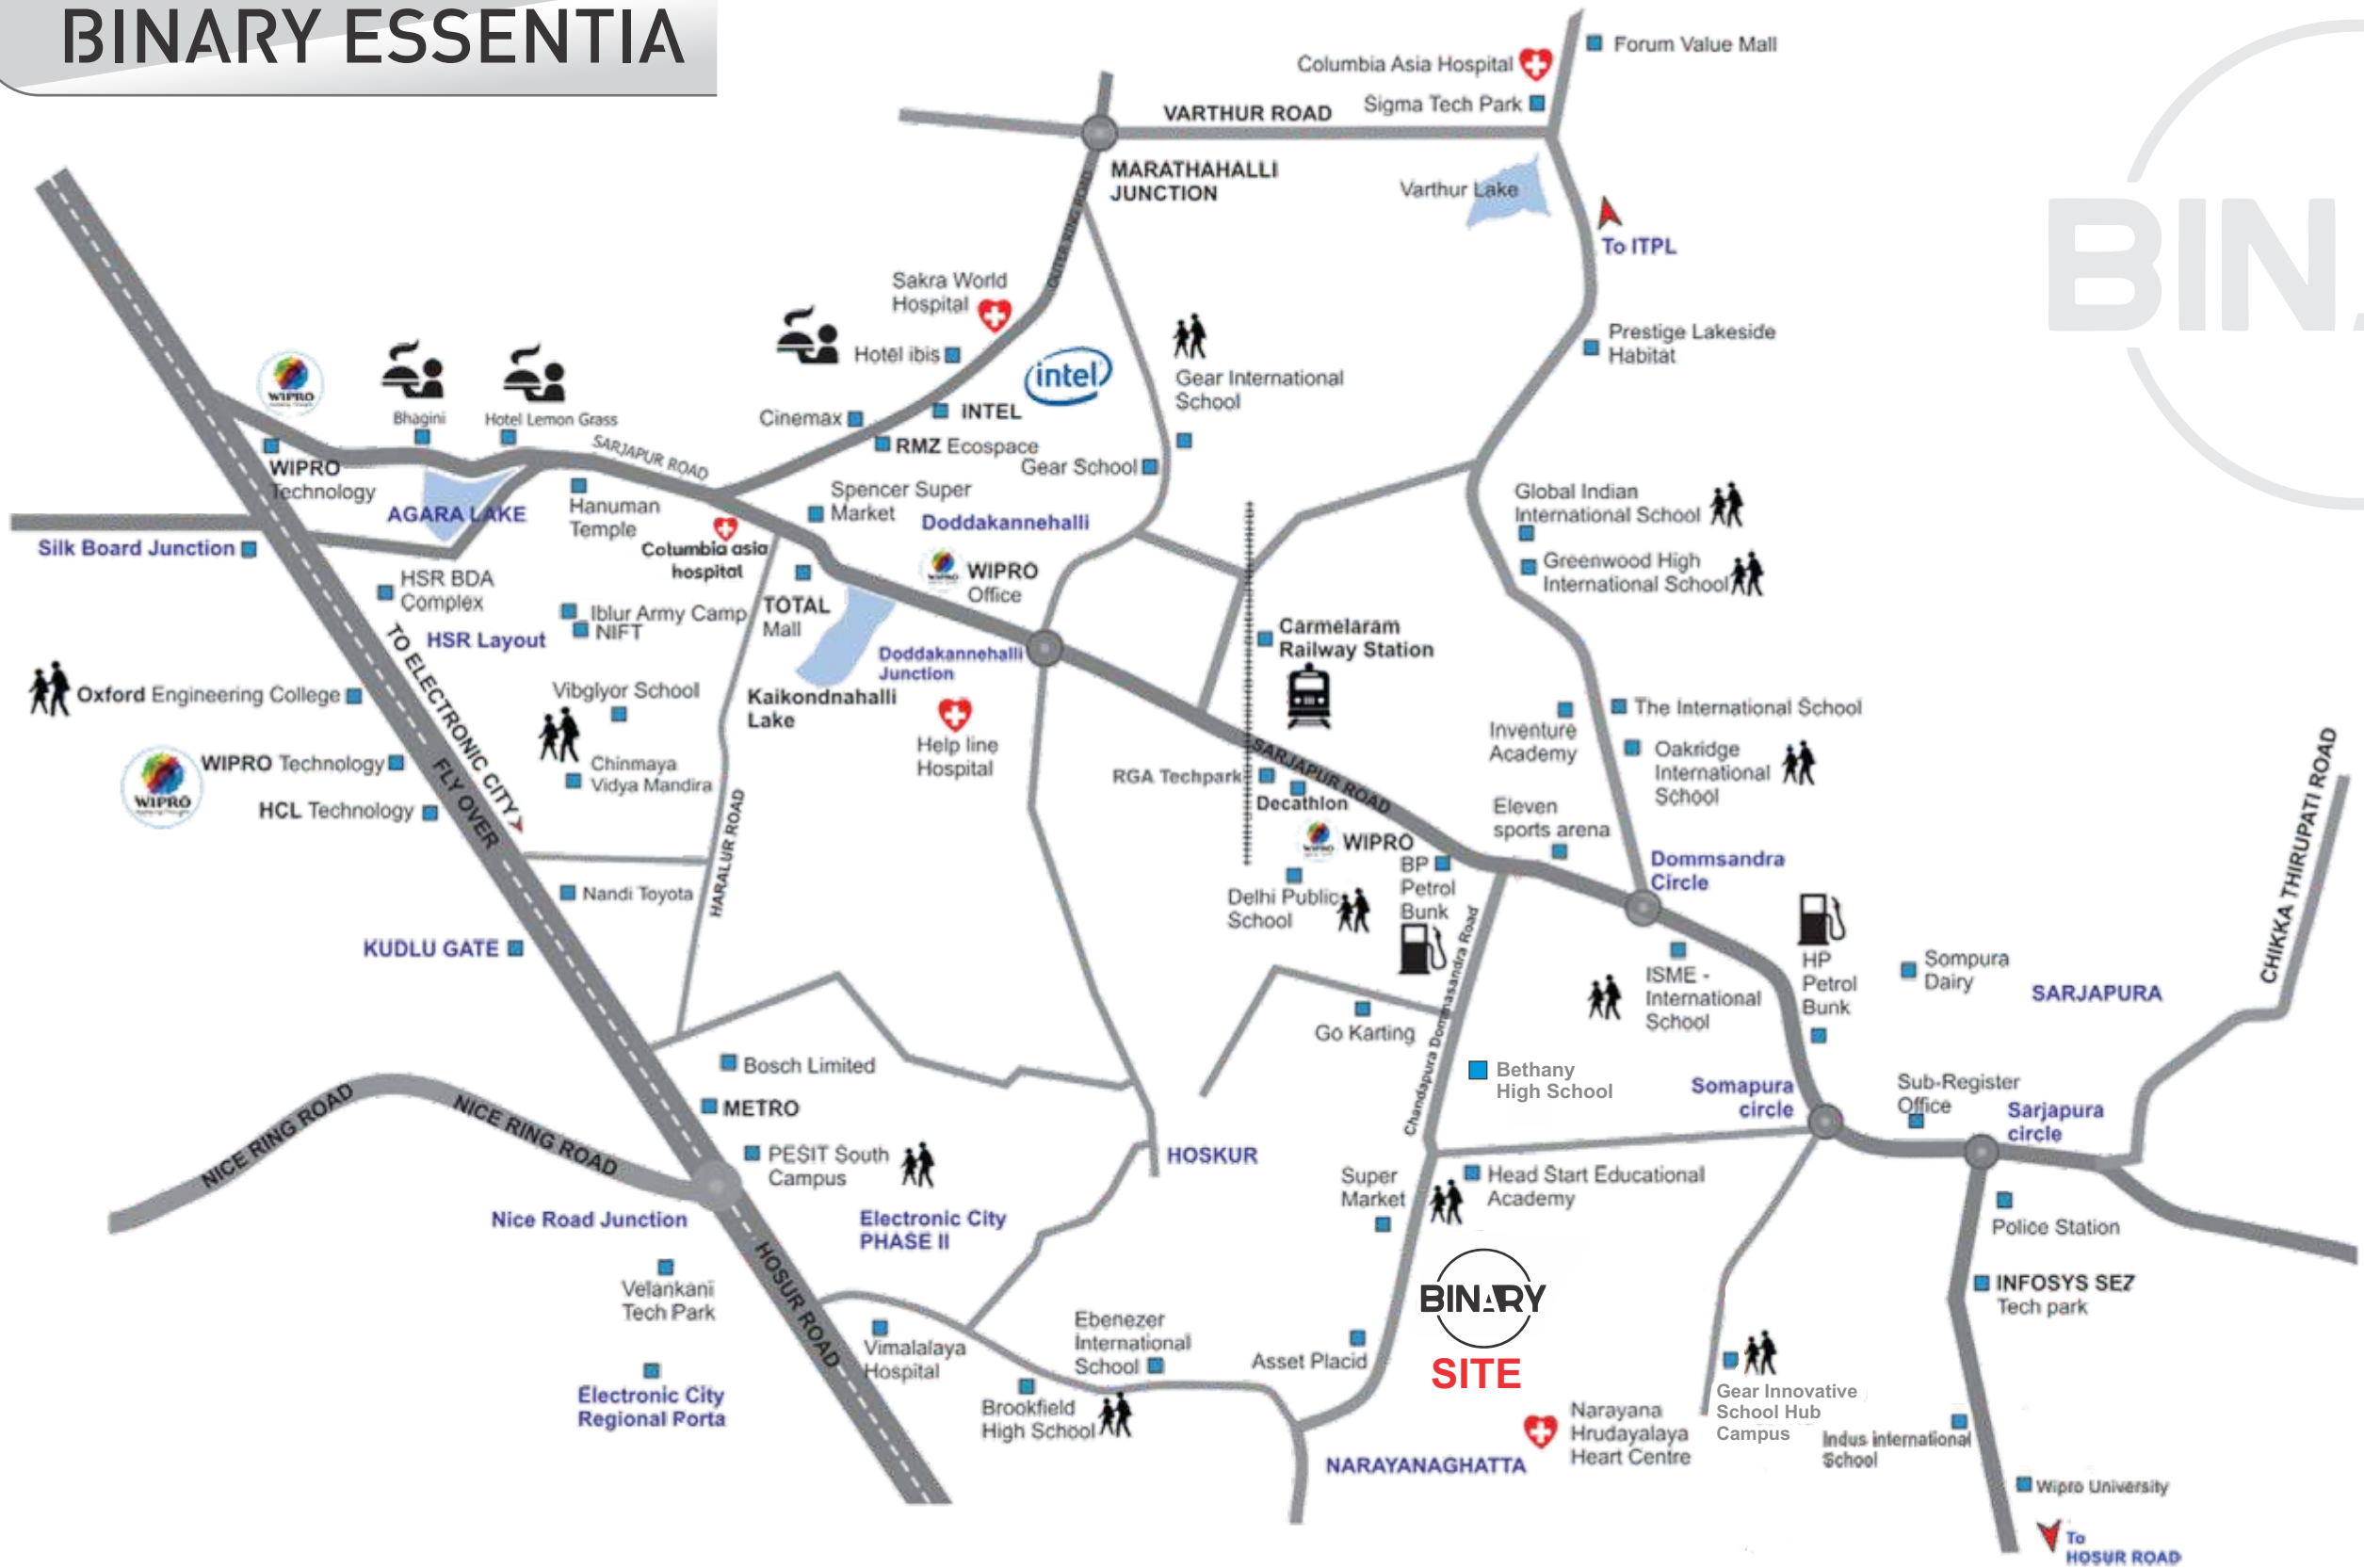 BINARY ESSENTIA
Columbia Asia Hospital
Forum Value Mall
VARTHUR ROAD
Sigma Tech Park
MARATHAHALLI
JUNCTION
Varthur Lake
BIN
OUTER RING ROAD
To ITPL
Sakra World
Hospital
Hotel ibis
intel
Prestige Lakeside
Habitat
Gear International
School
WIPRO
Bhagini
Hotel Lemon Grass
Cinemax
INTEL
RMZ Ecospace
SARJAPUR ROAD
Gear School
WIPRO
Technology
AGARA LAKE
Hanuman
Temple
Spencer Super
Market
Doddakannehalli
Global Indian
International School
Silk Board Junction
Columbia asia
hospital
WIPRO
WIPRO
Office
Greenwood High
International School
HSR BDA
Complex
Iblur Army Camp
NIFT
TOTAL
Mall
HSR Layout
Doddakannehalli
Junction
Carmelaram
Railway Station
TO ELECTRONIC CITY
Oxford Engineering College
Vibglyor School
Kaikondnahalli
Lake
Help line
Hospital
The International School
Inventure
Academy
Oakridge
International
School
WIPRO Technology
WIPRO
FLY OVER
Chinmaya
Vidya Mandira
RGA Techpark
SARJAPUR ROAD
Decathlon
HCL Technology
Eleven
sports arena
CHIKKA THIRUPATI ROAD
HARALUR ROAD
WIPRO
WIPRO
BP
Petrol
Bunk
Dommsandra
Circle
Nandi Toyota
Delhi Public
School
KUDLU GATE
HP
Petrol
Bunk
Sompura
Dairy
SARJAPURA
ISME -
International
School
Go Karting
Chandapura Dommasandra Road
Bosch Limited
Bethany
High School
METRO
NICE RING ROAD
NICE RING ROAD
Somapura
circle
Sub-Register
Office
Sarjapura
circle
PESIT South
Campus
HOSKUR
Super
Market
Head Start Educational
Academy
Nice Road Junction
Electronic City
PHASE II
Police Station
HOSUR ROAD
Velankani
Tech Park
BINARY
SITE
INFOSYS SEZ
Tech park
Vimalalaya
Hospital
Ebenezer
International
School
Asset Placid
Electronic City
Regional Porta
Brookfield
High School
Narayana
Hrudayalaya
Heart Centre
Gear Innovative
School Hub
Campus
NARAYANAGHATTA
Indus international
School
Wipro University
To
HOSUR ROAD